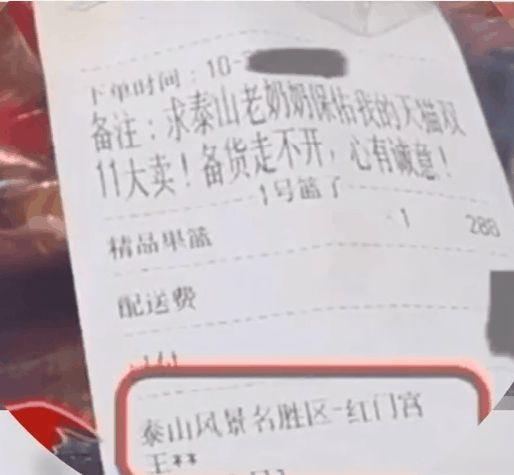 下单时间：10-
备注：求泰山老奶奶保佑我的天猫双
11大卖！备货走不开，心有诚意！
1号篮子
精品果篮 1 288
配送费
泰山风景名胜区-红门宫
王**